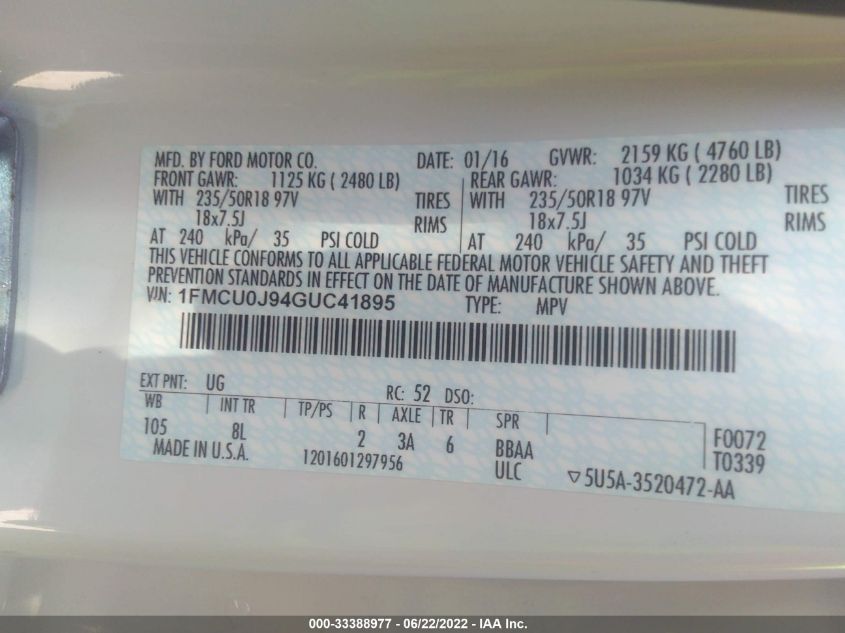 MFD. BY FORD MOTOR CO. DATE: 01/16 GVWR: 2159 KG ( 4760 LB)
FRONT GAWR: 1125 KG ( 2480 LB) REAR GAWR: 1034 KG ( 2280 LB)
WITH 235/50R18 97V TIRES WITH 235/50R18 97V TIRES
18x7.5J RIMS 18x7.5J RIMS
AT 240 kPa/ 35 PSI COLD AT 240 kPa/ 35 PSI COLD
THIS VEHICLE CONFORMS TO ALL APPLICABLE FEDERAL MOTOR VEHICLE SAFETY AND THEFT
PREVENTION STANDARDS IN EFFECT ON THE DATE OF MANUFACTURE SHOWN ABOVE.
VIN: 1FMCU0J94GUC41895 TYPE: MPV
EXT PNT: UG RC: 52 DSO:
WB INT TR TP/PS R AXLE TR SPR
105 8L 2 3A 6 BBAA F0072
MADE IN U.S.A. 1201601297956 ULC T0339
▽5U5A-3520472-AA
000-33388977 - 06/22/2022 - IAA Inc.